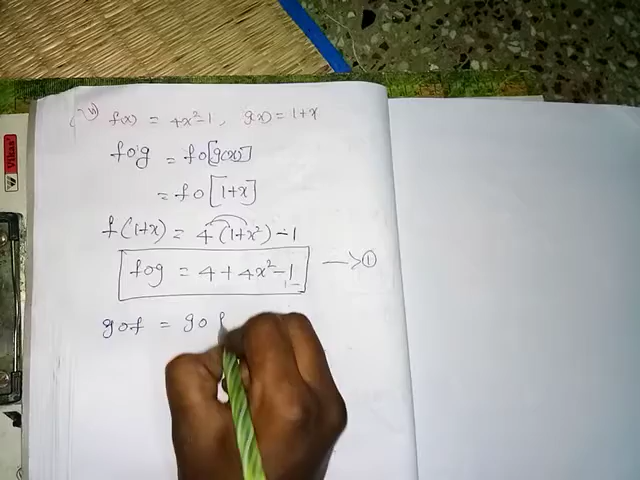 v) f(x) = 4x²-1, g(x) = 1+x
fog = fo[g(x)]
= fo[1+x]
f(1+x) = 4(1+x²)-1
fog = 4+4x²-1 → ①
gof = go f